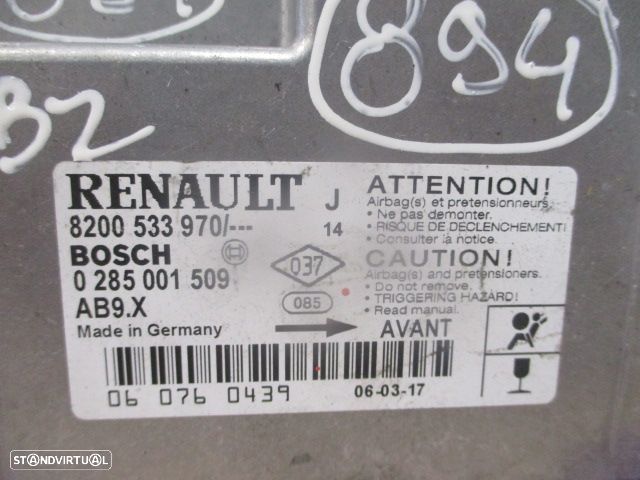 894
82
RENAULT J
8200 533 970/--- 14
BOSCH
0 285 001 509
AB9.X
Made in Germany
037
085
ATTENTION!
Airbag(s) et pretensionneurs.
• Ne pas demonter.
• RISQUE DE DECLENCHEMENT!
• Consulter la notice.
CAUTION!
Airbag(s) and pretensioners.
• Do not remove.
• TRIGGERING HAZARD!
• Read manual.
AVANT
06 076 0439
06-03-17
STANDVIRTUAL